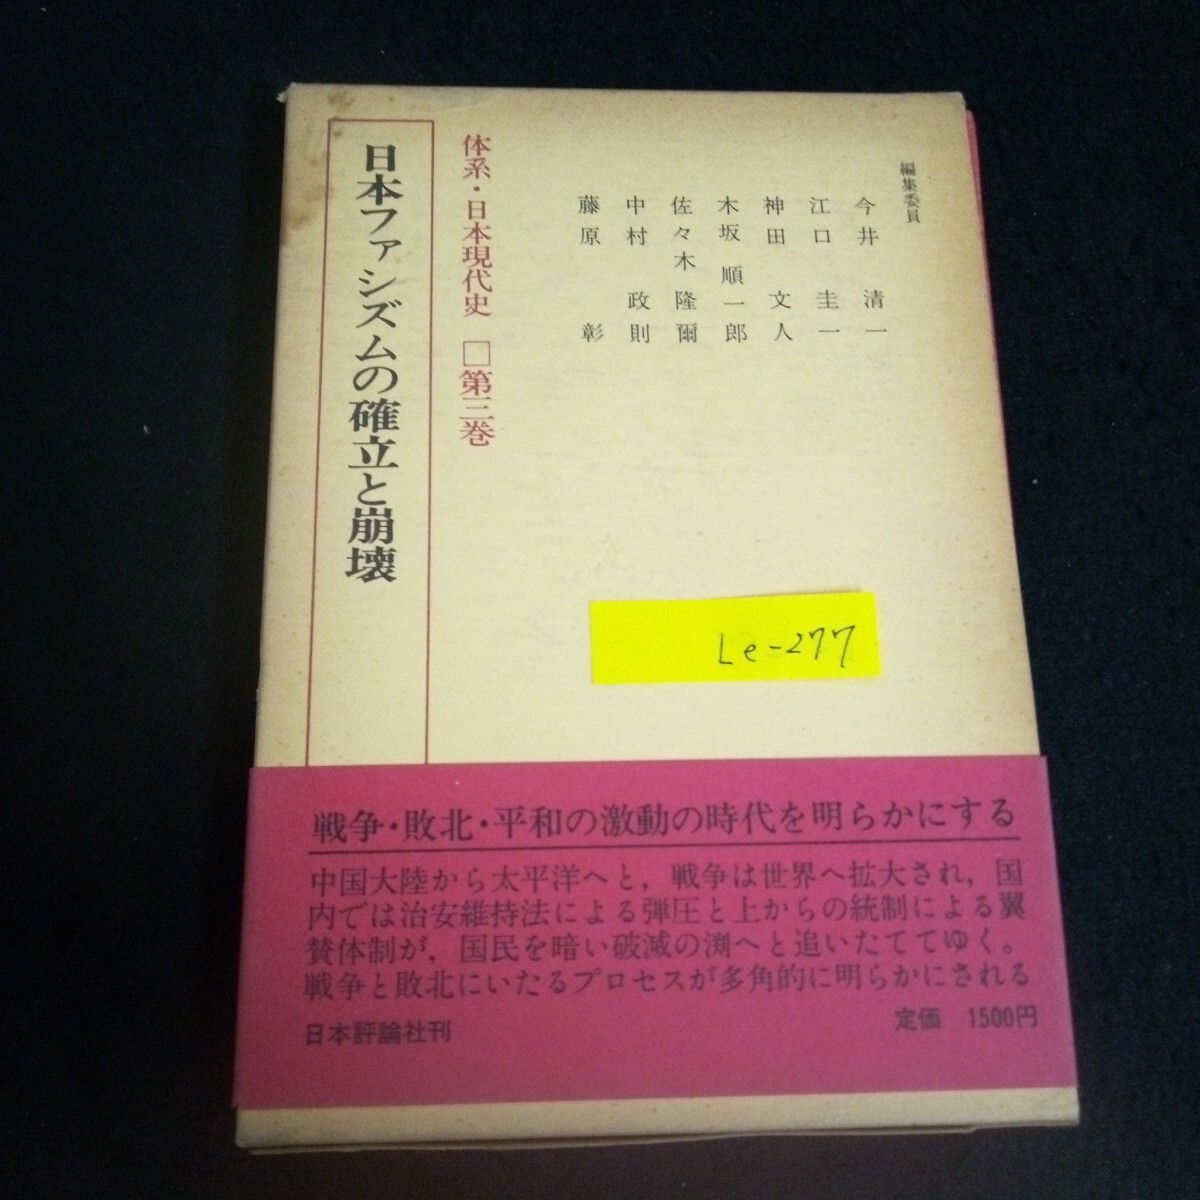 編集委員
今井 清一
江口 圭一
神田 文人
木坂 順一郎
佐々木 隆爾
中村 政則
藤原 彰
体系・日本現代史 □第三巻
日本ファシズムの確立と崩壊
Le-277
戦争・敗北・平和の激動の時代を明らかにする
中国大陸から太平洋へと，戦争は世界へ拡大され，国
内では治安維持法による弾圧と上からの統制による翼
賛体制が，国民を暗い破滅の渕へと追いたててゆく。
戦争と敗北にいたるプロセスが多角的に明らかにされる
日本評論社刊
定価 1500円